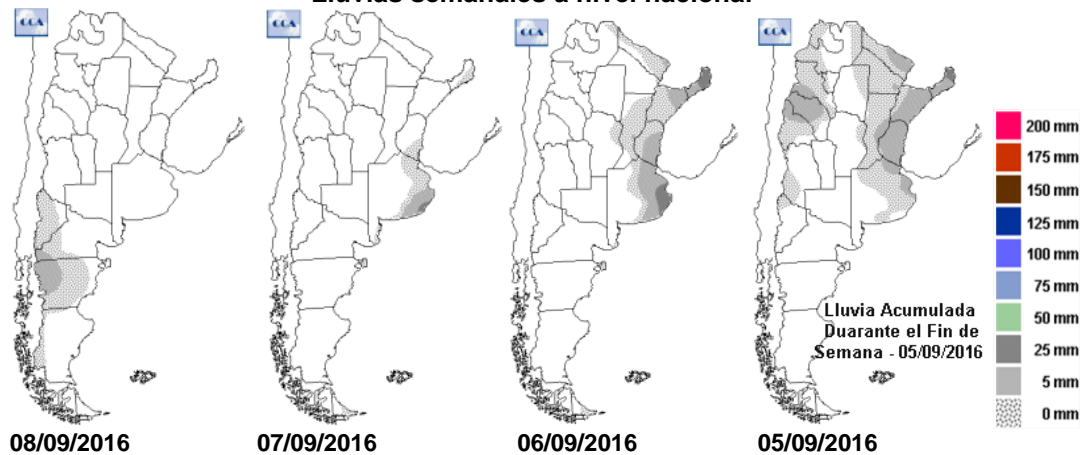 Lluvias semanales a nivel nacional
CCA
CCA
CCA
CCA
200 mm
175 mm
150 mm
125 mm
100 mm
75 mm
50 mm
25 mm
5 mm
0 mm
Lluvia Acumulada
Duarante el Fin de
Semana - 05/09/2016
08/09/2016
07/09/2016
06/09/2016
05/09/2016